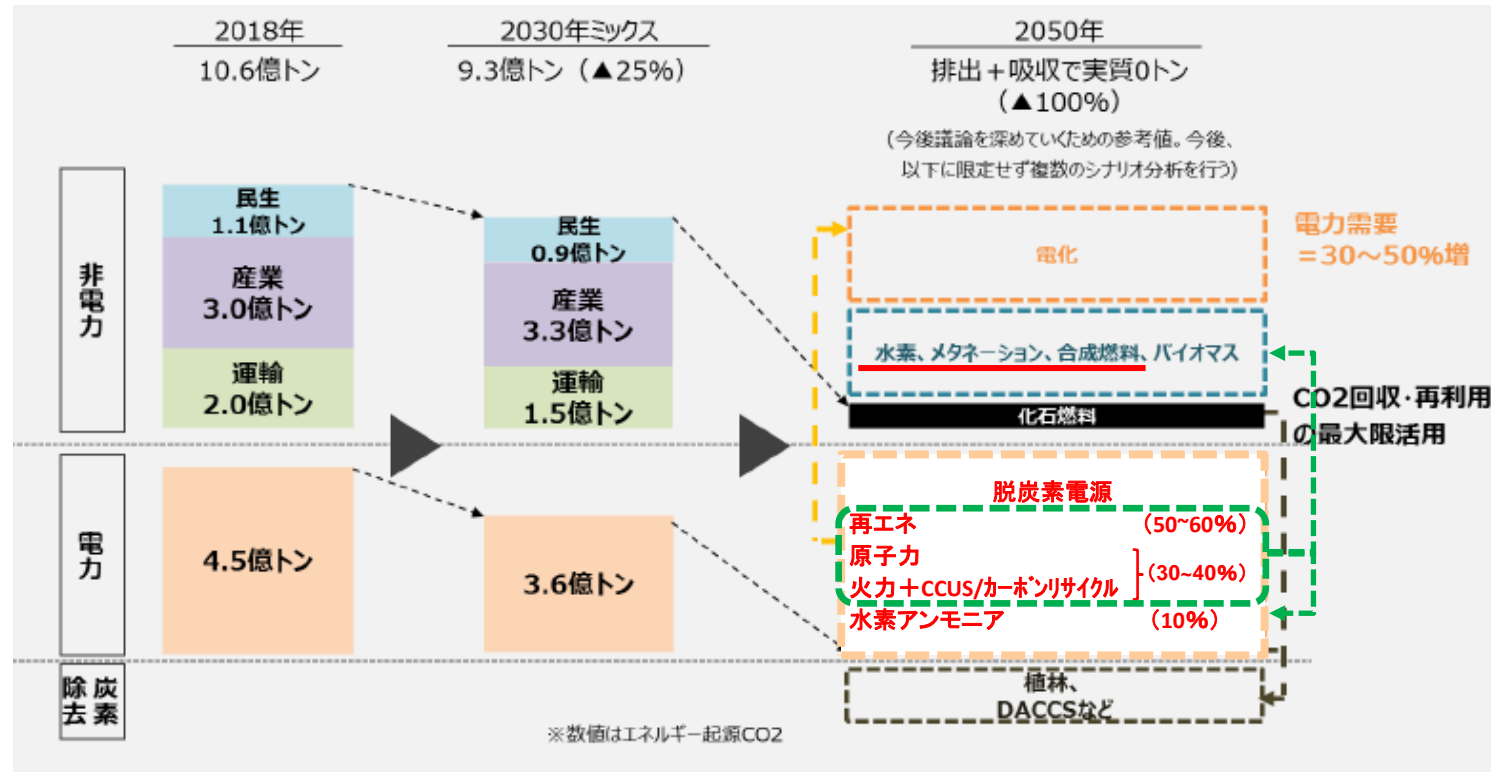 2018年
10.6億トン
2030年ミックス
9.3億トン（▲25%）
2050年
排出＋吸収で実質0トン
（▲100%）
(今後議論を深めていくための参考値。今後、
以下に限定せず複数のシナリオ分析を行う)
非電力
民生
1.1億トン
産業
3.0億トン
運輸
2.0億トン
民生
0.9億トン
産業
3.3億トン
運輸
1.5億トン
電化
電力需要
＝30～50%増
水素、メタネーション、合成燃料、バイオマス
化石燃料
CO2回収・再利用
の最大限活用
電力
4.5億トン
3.6億トン
脱炭素電源
再エネ （50~60%）
原子力
（30~40%）
火力＋CCUS/カーボンリサイクル
水素アンモニア （10%）
炭素除去
植林、
DACCSなど
※数値はエネルギー起源CO2